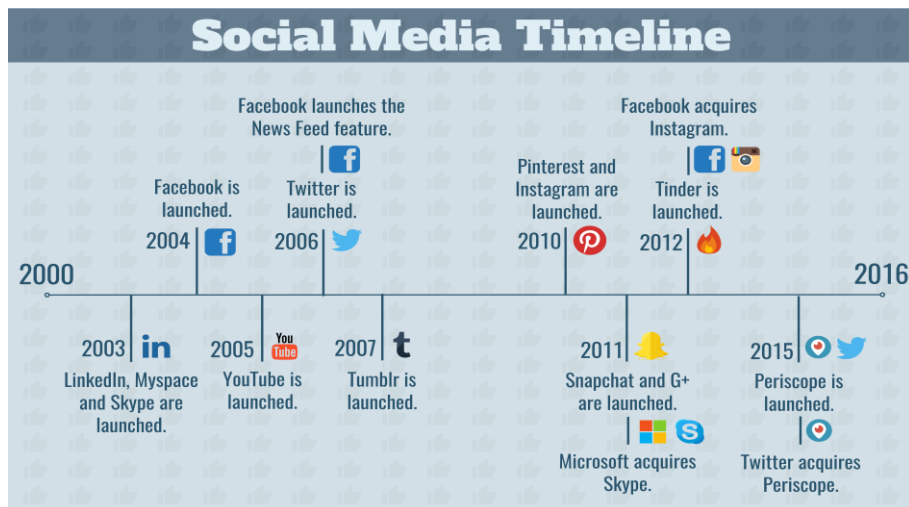 Social Media Timeline
Facebook launches the
News Feed feature.
Facebook acquires
Instagram.
Facebook is
launched.
Twitter is
launched.
Pinterest and
Instagram are
launched.
Tinder is
launched.
2004
2006
2010
2012
2000
2016
2003
in
2005
You
Tube
2007
t
2011
2015
LinkedIn, Myspace
and Skype are
launched.
YouTube is
launched.
Tumblr is
launched.
Snapchat and G+
are launched.
Periscope is
launched.
Microsoft acquires
Skype.
Twitter acquires
Periscope.